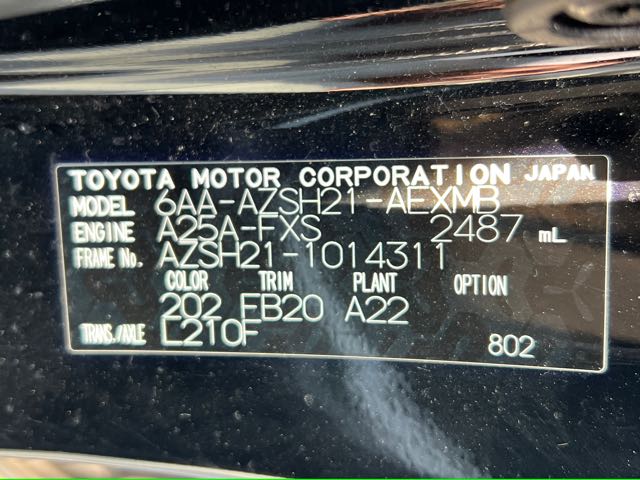 TOYOTA MOTOR CORPORATION JAPAN
MODEL 6AA-AZSH21-AEXMB
ENGINE A25A-FXS 2487 mL
FRAME No. AZSH21-1014311
COLOR TRIM PLANT OPTION
202 FB20 A22
TRANS./AXLE L210F 802